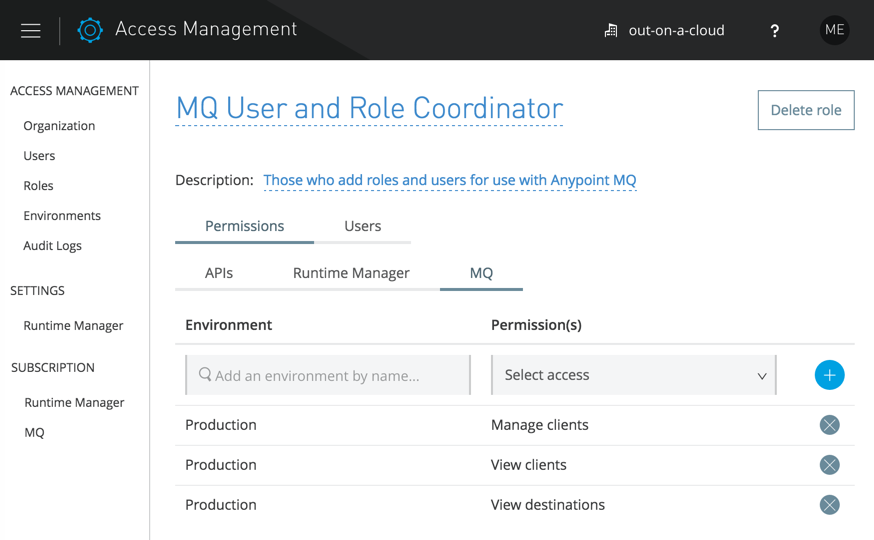 Access Management
out-on-a-cloud
?
ME
ACCESS MANAGEMENT
Organization
Users
Roles
Environments
Audit Logs
SETTINGS
Runtime Manager
SUBSCRIPTION
Runtime Manager
MQ
MQ User and Role Coordinator
Delete role
Description: Those who add roles and users for use with Anypoint MQ
Permissions Users
APIs Runtime Manager MQ
Environment Permission(s)
Add an environment by name... Select access
Production Manage clients
Production View clients
Production View destinations